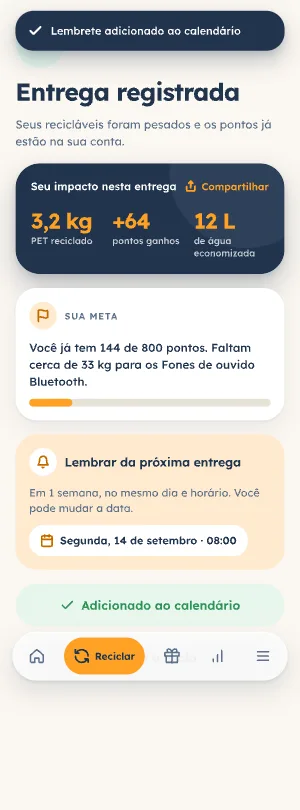 Lembrete adicionado ao calendário
Entrega registrada
Seus recicláveis foram pesados e os pontos já
estão na sua conta.
Seu impacto nesta entrega
Compartilhar
3,2 kg
PET reciclado
+64
pontos ganhos
12 L
de água
economizada
SUA META
Você já tem 144 de 800 pontos. Faltam
cerca de 33 kg para os Fones de ouvido
Bluetooth.
Lembrar da próxima entrega
Em 1 semana, no mesmo dia e horário. Você
pode mudar a data.
Segunda, 14 de setembro · 08:00
Adicionado ao calendário
Reciclar